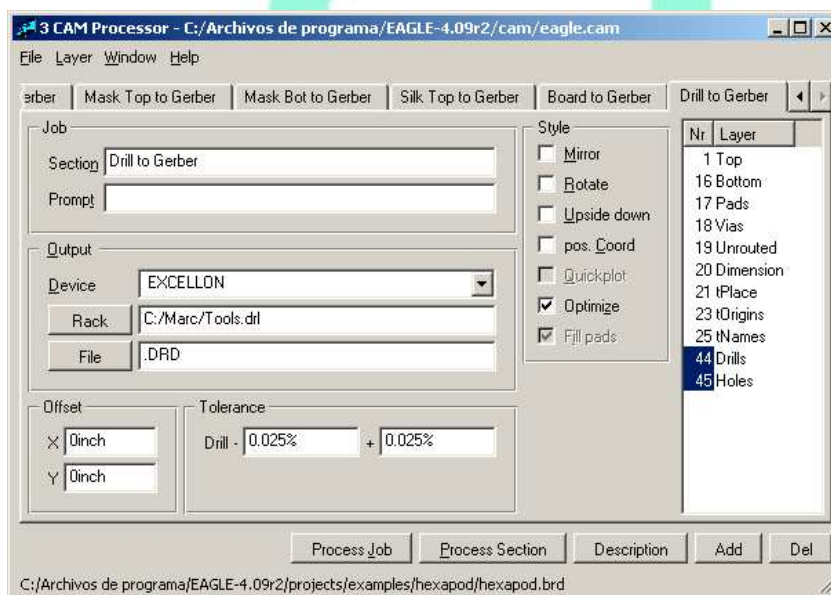 3 CAM Processor - C:/Archivos de programa/EAGLE-4.09r2/cam/eagle.cam
File Layer Window Help
erber Mask Top to Gerber Mask Bot to Gerber Silk Top to Gerber Board to Gerber Drill to Gerber
Job
Section Drill to Gerber
Prompt
Output
Device EXCELLON
Rack C:/Marc/Tools.drl
File .DRD
Offset
X 0inch
Y 0inch
Tolerance
Drill - 0.025% + 0.025%
Style
Mirror
Rotate
Upside down
pos. Coord
Quickplot
Optimize
Fill pads
Nr Layer
1 Top
16 Bottom
17 Pads
18 Vias
19 Unrouted
20 Dimension
21 tPlace
23 tOrigins
25 tNames
44 Drills
45 Holes
Process Job Process Section Description Add Del
C:/Archivos de programa/EAGLE-4.09r2/projects/examples/hexapod/hexapod.brd